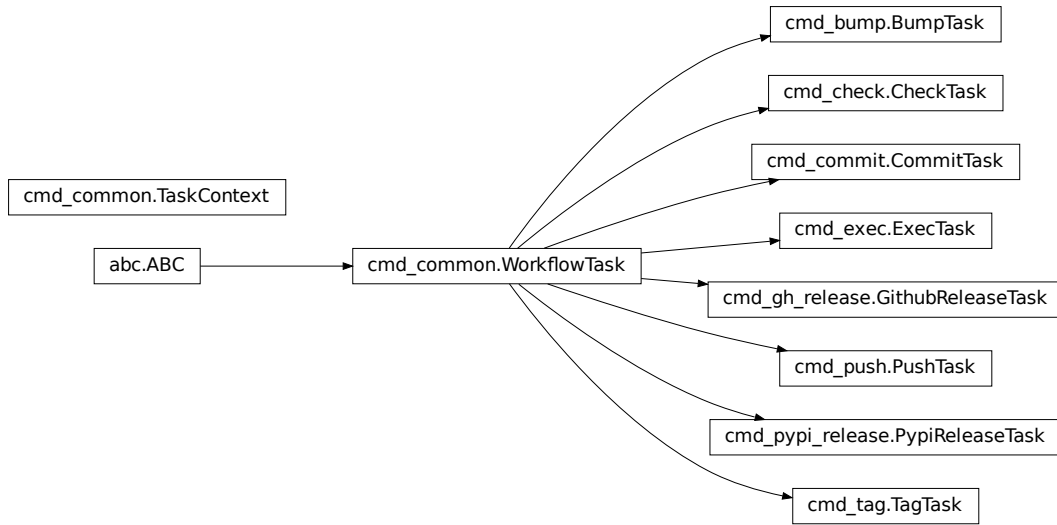 cmd_bump.BumpTask
cmd_check.CheckTask
cmd_commit.CommitTask
cmd_common.TaskContext
cmd_exec.ExecTask
abc.ABC
cmd_common.WorkflowTask
cmd_gh_release.GithubReleaseTask
cmd_push.PushTask
cmd_pypi_release.PypiReleaseTask
cmd_tag.TagTask